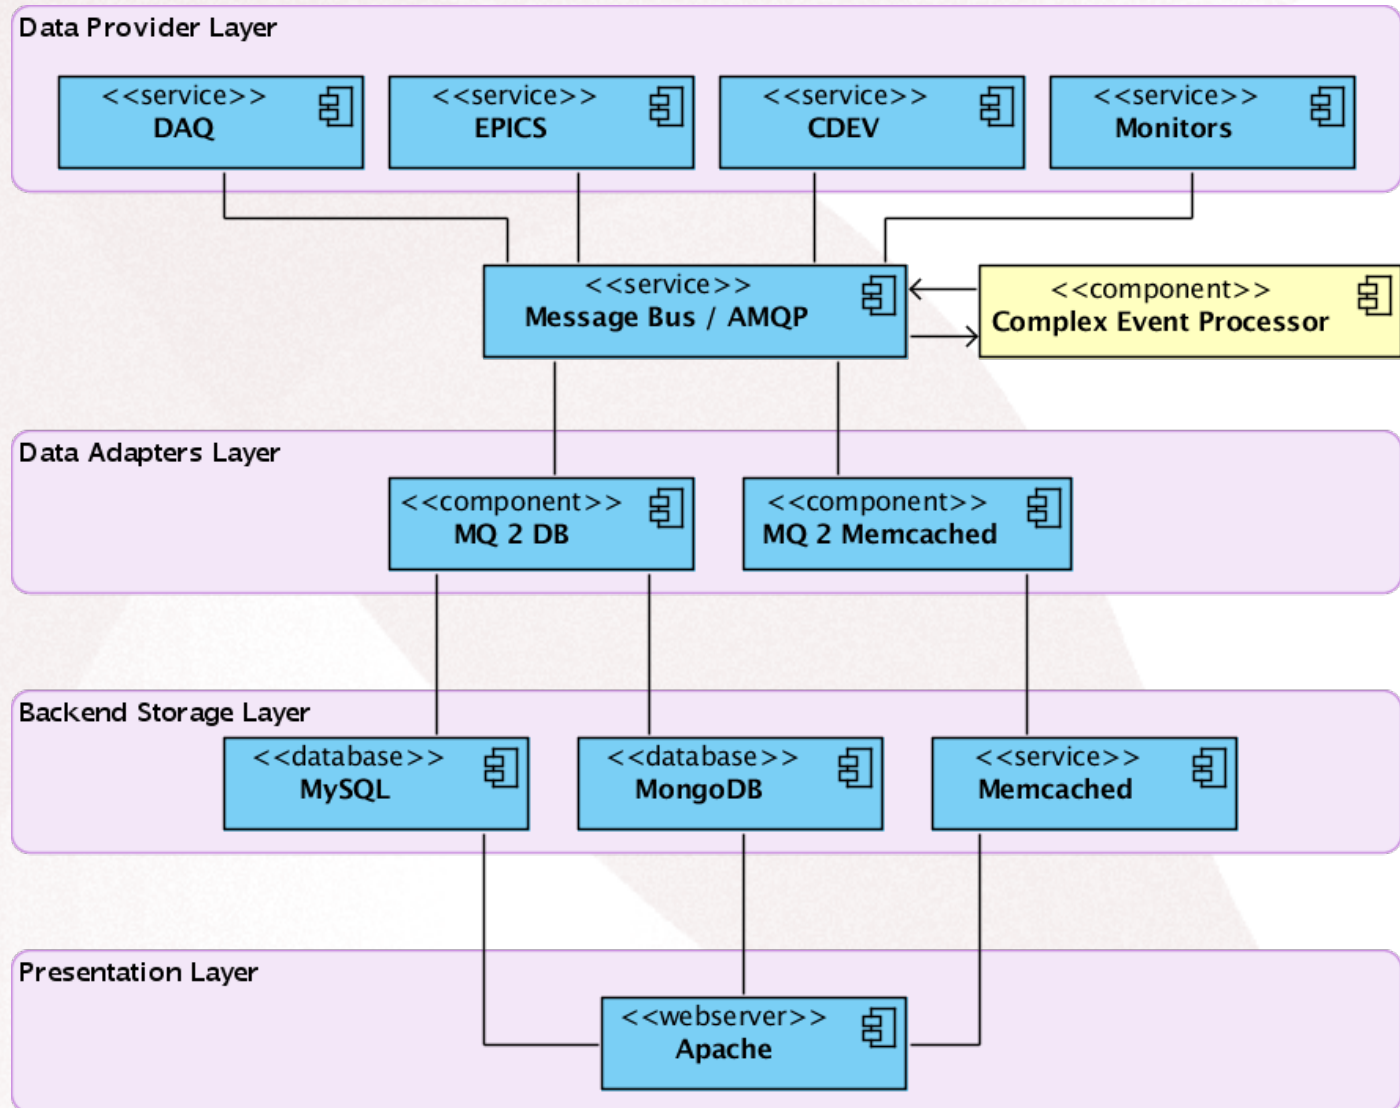 Data Provider Layer
<<service>>
DAQ
<<service>>
EPICS
<<service>>
CDEV
<<service>>
Monitors
<<service>>
Message Bus / AMQP
<<component>>
Complex Event Processor
Data Adapters Layer
<<component>>
MQ 2 DB
<<component>>
MQ 2 Memcached
Backend Storage Layer
<<database>>
MySQL
<<database>>
MongoDB
<<service>>
Memcached
Presentation Layer
<<webserver>>
Apache